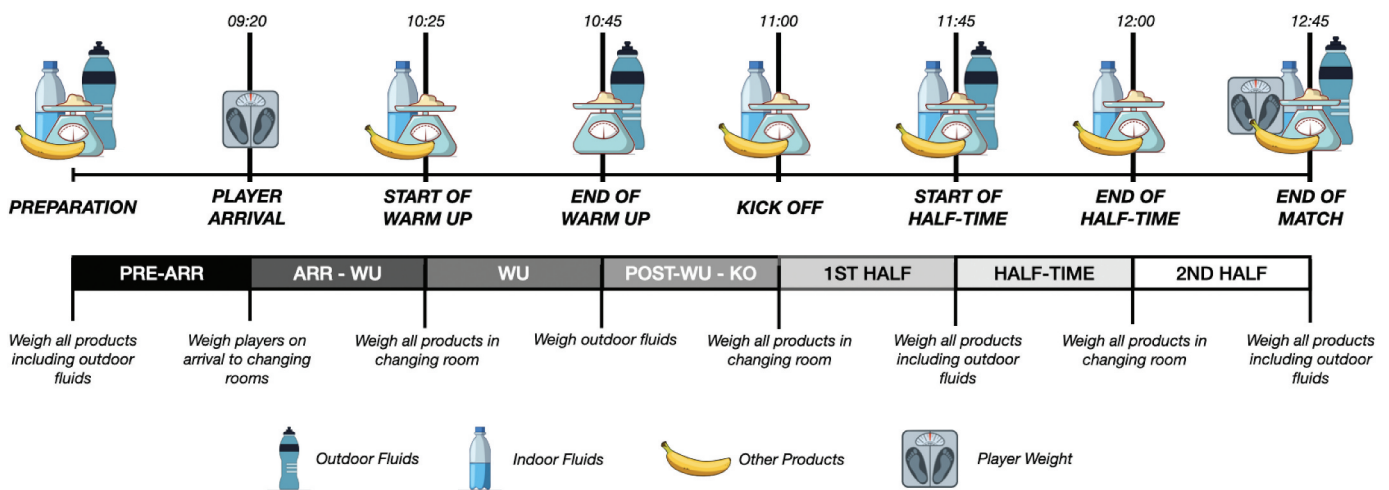 09:20
10:25
10:45
11:00
11:45
12:00
12:45
PREPARATION
PLAYER
ARRIVAL
START OF
WARM UP
END OF
WARM UP
KICK OFF
START OF
HALF-TIME
END OF
HALF-TIME
END OF
MATCH
PRE-ARR
ARR - WU
WU
POST-WU - KO
1ST HALF
HALF-TIME
2ND HALF
Weigh all products
including outdoor
fluids
Weigh players on
arrival to changing
rooms
Weigh all products in
changing room
Weigh outdoor fluids
Weigh all products in
changing room
Weigh all products
including outdoor
fluids
Weigh all products in
changing room
Weigh all products
including outdoor
fluids
Outdoor Fluids
Indoor Fluids
Other Products
Player Weight